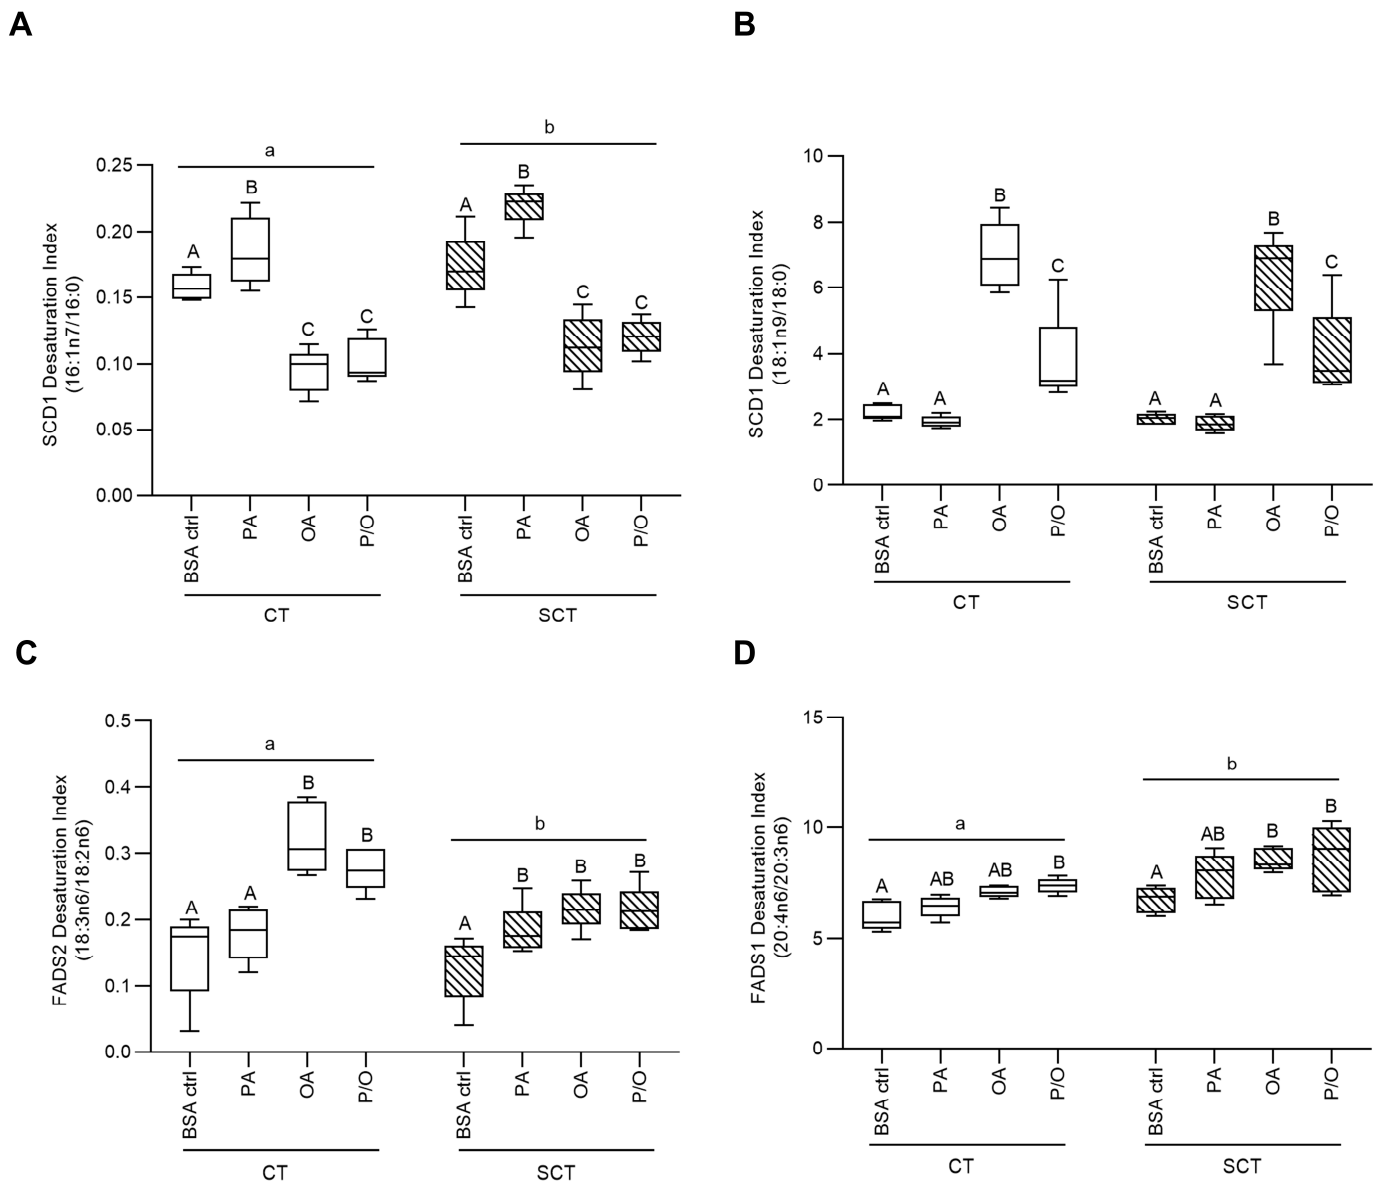 A
B
a
b
SCD1 Desaturation Index
(16:1n7/16:0)
0.25
0.20
0.15
0.10
0.05
0.00
A
B
C
C
A
B
C
C
BSA ctrl
PA
OA
P/O
BSA ctrl
PA
OA
P/O
CT
SCT
SCD1 Desaturation Index
(18:1n9/18:0)
10
8
6
4
2
0
A
A
B
C
A
A
B
C
BSA ctrl
PA
OA
P/O
BSA ctrl
PA
OA
P/O
CT
SCT
C
D
FADS2 Desaturation Index
(18:3n6/18:2n6)
0.5
0.4
0.3
0.2
0.1
0.0
a
b
A
A
B
B
A
B
B
B
BSA ctrl
PA
OA
P/O
BSA ctrl
PA
OA
P/O
CT
SCT
FADS1 Desaturation Index
(20:4n6/20:3n6)
15
10
5
0
a
b
A
AB
AB
B
A
AB
B
B
BSA ctrl
PA
OA
P/O
BSA ctrl
PA
OA
P/O
CT
SCT